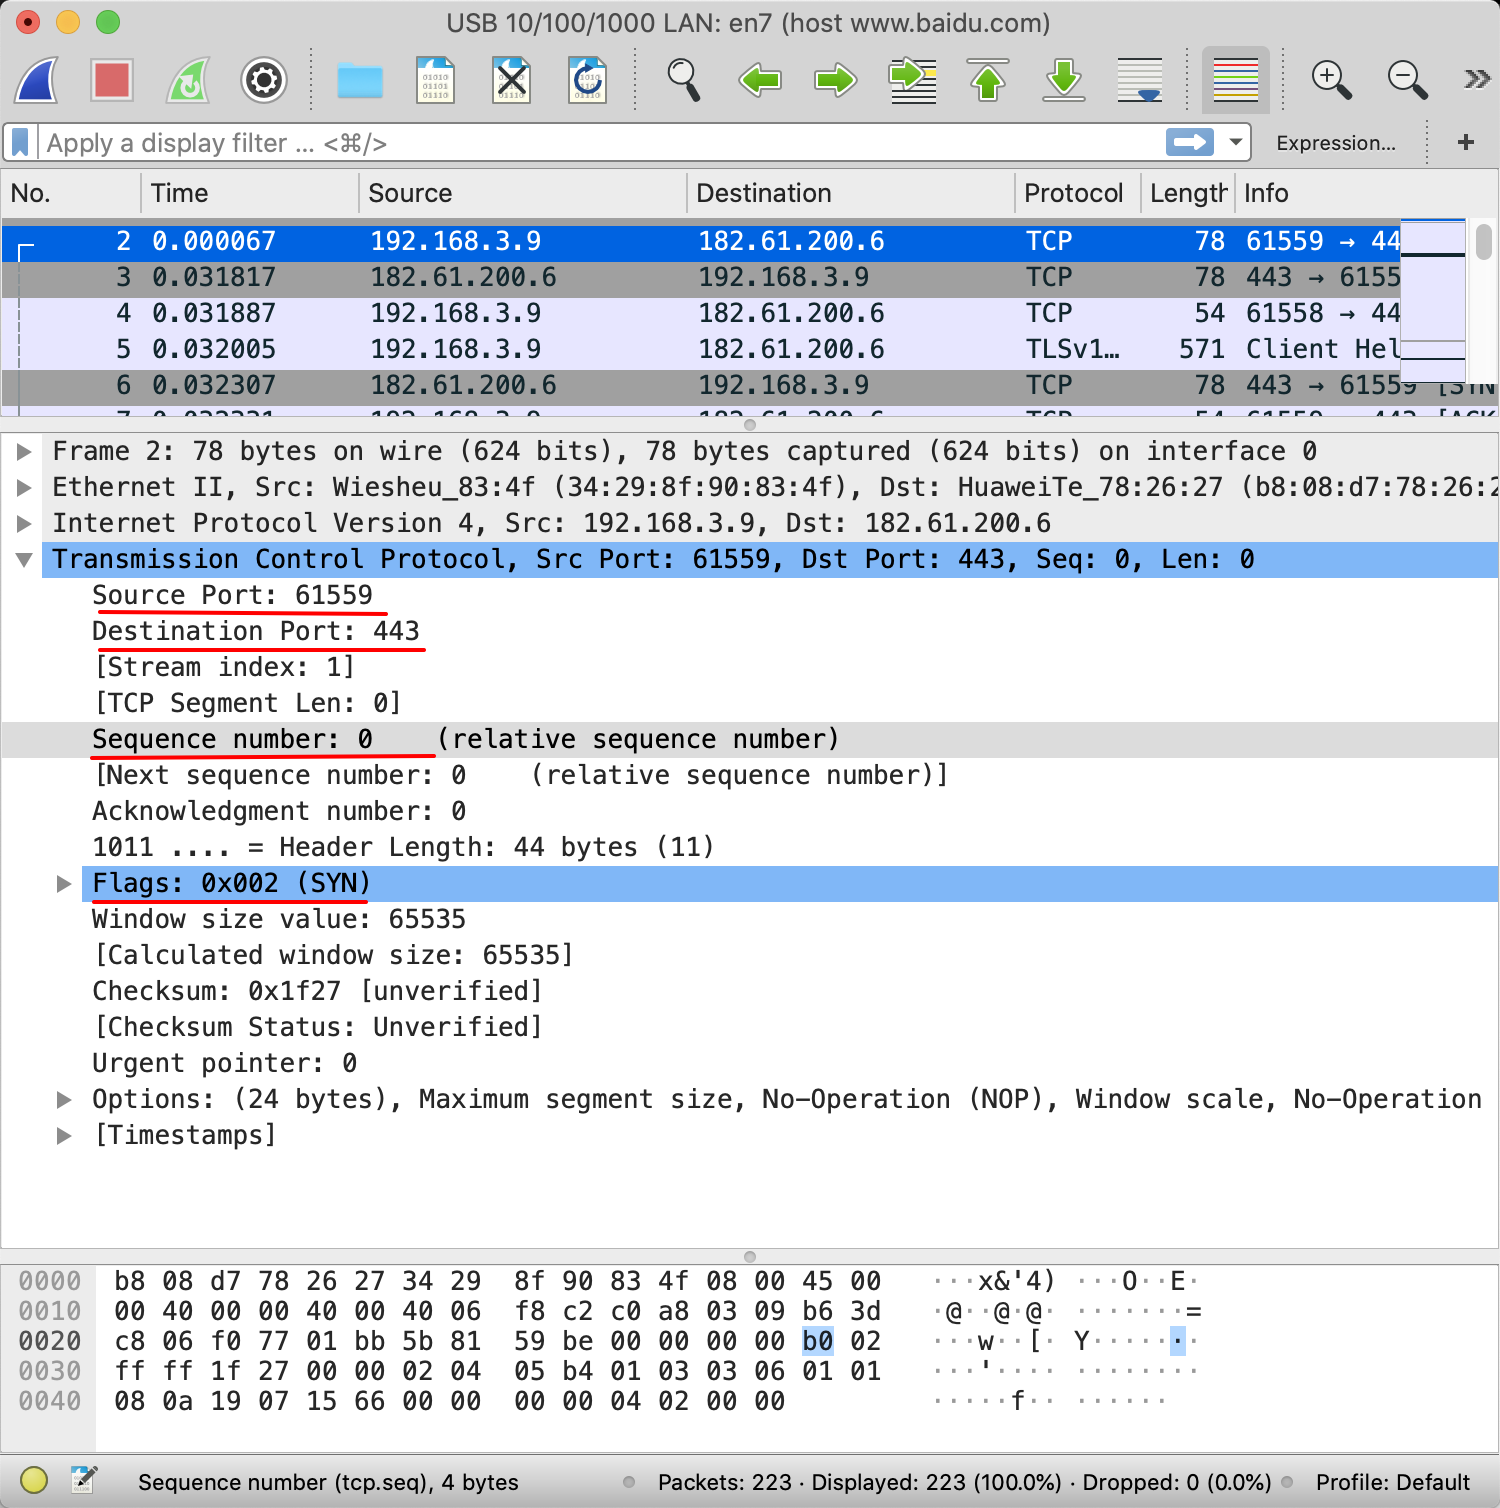 USB 10/100/1000 LAN: en7 (host www.baidu.com)
Apply a display filter ... <⌘/>
Expression...
+
No. Time Source Destination Protocol Length Info
2 0.000067 192.168.3.9 182.61.200.6 TCP 78 61559 → 44
3 0.031817 182.61.200.6 192.168.3.9 TCP 78 443 → 6155
4 0.031887 192.168.3.9 182.61.200.6 TCP 54 61558 → 44
5 0.032005 192.168.3.9 182.61.200.6 TLSv1… 571 Client Hel
6 0.032307 182.61.200.6 192.168.3.9 TCP 78 443 → 61559 [SYN
Frame 2: 78 bytes on wire (624 bits), 78 bytes captured (624 bits) on interface 0
Ethernet II, Src: Wiesheu_83:4f (34:29:8f:90:83:4f), Dst: HuaweiTe_78:26:27 (b8:08:d7:78:26:2
Internet Protocol Version 4, Src: 192.168.3.9, Dst: 182.61.200.6
Transmission Control Protocol, Src Port: 61559, Dst Port: 443, Seq: 0, Len: 0
Source Port: 61559
Destination Port: 443
[Stream index: 1]
[TCP Segment Len: 0]
Sequence number: 0    (relative sequence number)
[Next sequence number: 0    (relative sequence number)]
Acknowledgment number: 0
1011 .... = Header Length: 44 bytes (11)
Flags: 0x002 (SYN)
Window size value: 65535
[Calculated window size: 65535]
Checksum: 0x1f27 [unverified]
[Checksum Status: Unverified]
Urgent pointer: 0
Options: (24 bytes), Maximum segment size, No-Operation (NOP), Window scale, No-Operation
[Timestamps]
0000 b8 08 d7 78 26 27 34 29 8f 90 83 4f 08 00 45 00 ···x&'4) ···O··E·
0010 00 40 00 00 40 00 40 06 f8 c2 c0 a8 03 09 b6 3d ·@··@·@· ·······=
0020 c8 06 f0 77 01 bb 5b 81 59 be 00 00 00 00 b0 02 ···w··[· Y·······
0030 ff ff 1f 27 00 00 02 04 05 b4 01 03 03 06 01 01 ···'···· ········
0040 08 0a 19 07 15 66 00 00 00 00 04 02 00 00 ·····f·· ······
Sequence number (tcp.seq), 4 bytes
Packets: 223 · Displayed: 223 (100.0%) · Dropped: 0 (0.0%)
Profile: Default